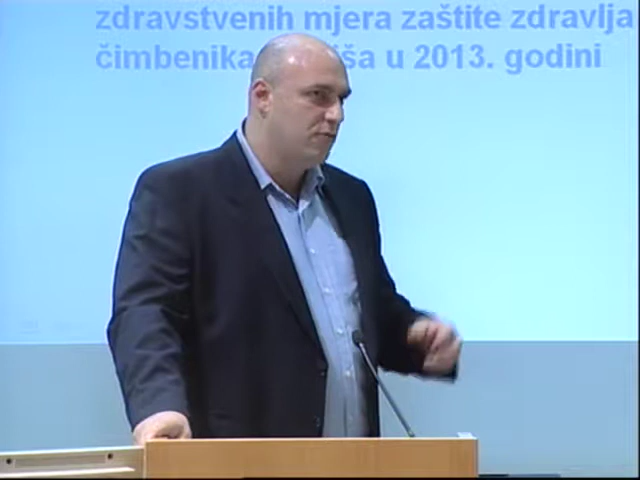 zdravstvenih mjera zaštite zdravlja
čimbenika u 2013. godini